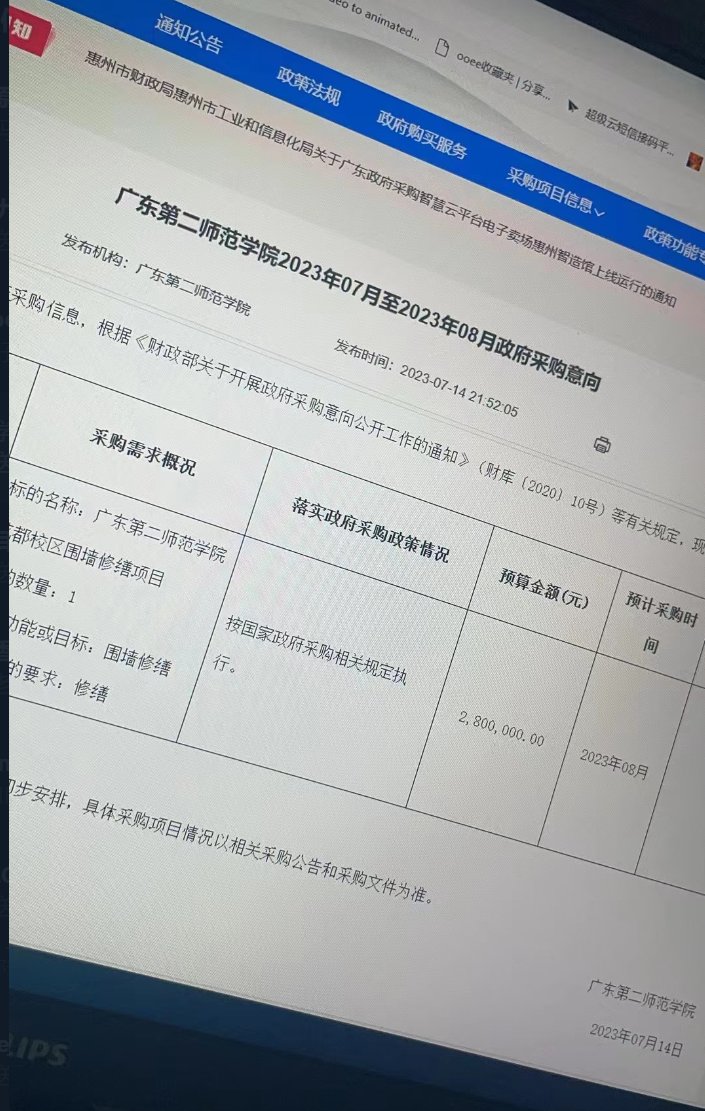 eo to animated...
ooee收藏夹 | 分享...
超级云短信接码平...
知
通知公告
政策法规
政府购买服务
采购项目信息
政策功能专
惠州市财政局惠州市工业和信息化局关于广东政府采购智慧云平台电子卖场惠州智造馆上线运行的通知
广东第二师范学院2023年07月至2023年08月政府采购意向
发布机构：广东第二师范学院
发布时间：2023-07-14 21:52:05
采购信息，根据《财政部关于开展政府采购意向公开工作的通知》（财库〔2020〕10号）等有关规定，现
采购需求概况
落实政府采购政策情况
预算金额(元)
预计采购时
间
标的名称：广东第二师范学院
都校区围墙修缮项目
数量：1
功能或目标：围墙修缮
的要求：修缮
按国家政府采购相关规定执
行。
2,800,000.00
2023年08月
初步安排，具体采购项目情况以相关采购公告和采购文件为准。
广东第二师范学院
2023年07月14日
LIPS